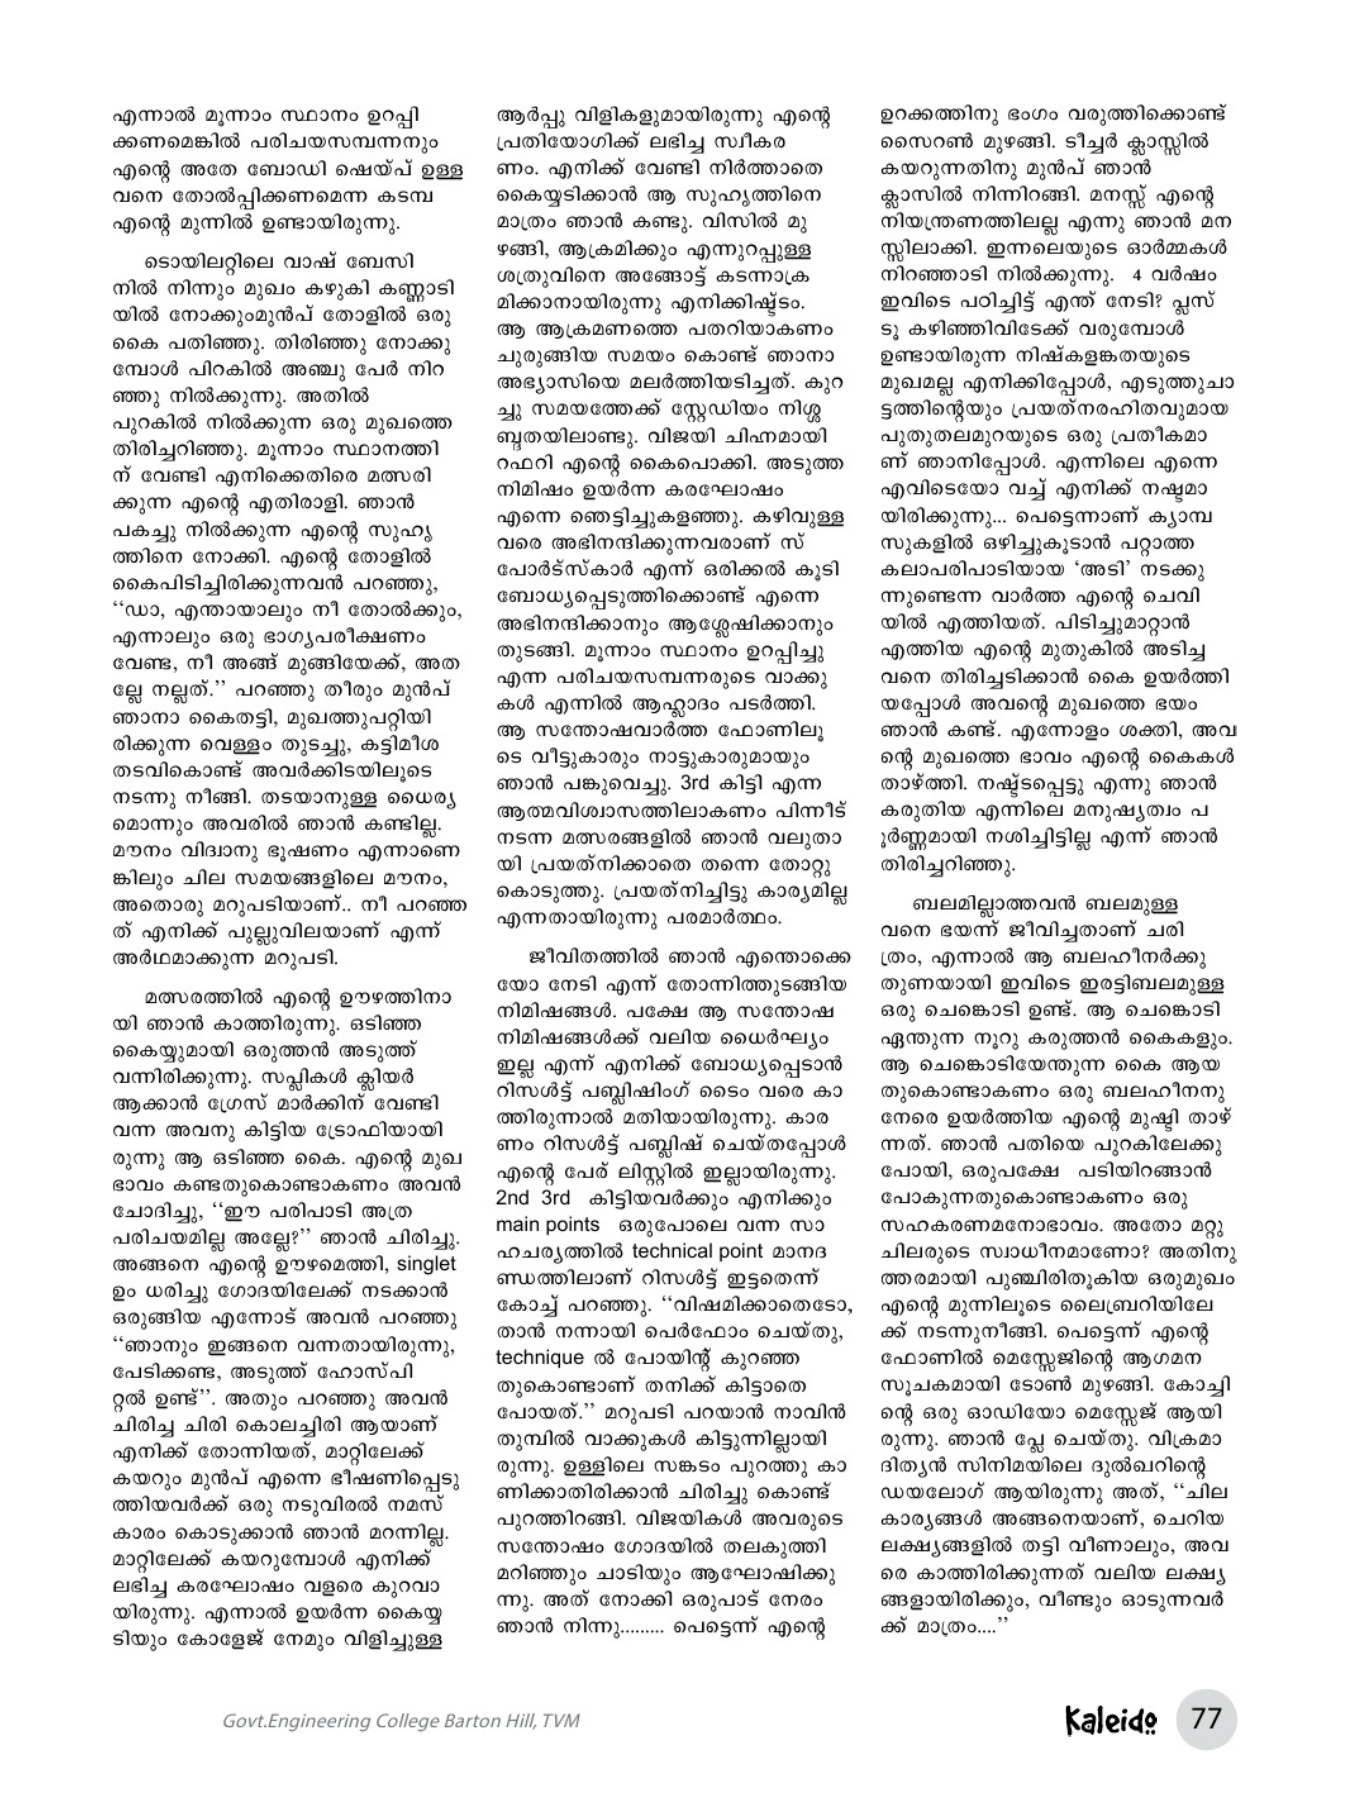 എന്നാൽ മൂന്നാം സ്ഥാനം ഉറപ്പി
ക്കണമെങ്കിൽ പരിചയസമ്പന്നനും
എന്റെ അതേ ബോഡി ഷെയ്പ് ഉള്ള
വനെ തോൽപ്പിക്കണമെന്ന കടമ്പ
എന്റെ മുന്നിൽ ഉണ്ടായിരുന്നു.
ടൊയിലറ്റിലെ വാഷ് ബേസി
നിൽ നിന്നും മുഖം കഴുകി കണ്ണാടി
യിൽ നോക്കുംമുൻപ് തോളിൽ ഒരു
കൈ പതിഞ്ഞു. തിരിഞ്ഞു നോക്കു
മ്പോൾ പിറകിൽ അഞ്ചു പേർ നിറ
ഞ്ഞു നിൽക്കുന്നു. അതിൽ
പുറകിൽ നിൽക്കുന്ന ഒരു മുഖത്തെ
തിരിച്ചറിഞ്ഞു. മൂന്നാം സ്ഥാനത്തി
ന് വേണ്ടി എനിക്കെതിരെ മത്സരി
ക്കുന്ന എന്റെ എതിരാളി. ഞാൻ
പകച്ചു നിൽക്കുന്ന എന്റെ സുഹൃ
ത്തിനെ നോക്കി. എന്റെ തോളിൽ
കൈപിടിച്ചിരിക്കുന്നവൻ പറഞ്ഞു,
‘‘ഡാ, എന്തായാലും നീ തോൽക്കും,
എന്നാലും ഒരു ഭാഗ്യപരീക്ഷണം
വേണ്ട, നീ അങ്ങ് മുങ്ങിയേക്ക്, അത
ല്ലേ നല്ലത്.’’ പറഞ്ഞു തീരും മുൻപ്
ഞാനാ കൈതട്ടി, മുഖത്തുപറ്റിയി
രിക്കുന്ന വെള്ളം തുടച്ചു, കട്ടിമീശ
തടവികൊണ്ട് അവർക്കിടയിലൂടെ
നടന്നു നീങ്ങി. തടയാനുള്ള ധൈര്യ
മൊന്നും അവരിൽ ഞാൻ കണ്ടില്ല.
മൗനം വിദ്വാനു ഭൂഷണം എന്നാണെ
ങ്കിലും ചില സമയങ്ങളിലെ മൗനം,
അതൊരു മറുപടിയാണ്.. നീ പറഞ്ഞ
ത് എനിക്ക് പുല്ലുവിലയാണ് എന്ന്
അർഥമാക്കുന്ന മറുപടി.
മത്സരത്തിൽ എന്റെ ഊഴത്തിനാ
യി ഞാൻ കാത്തിരുന്നു. ഒടിഞ്ഞ
കൈയ്യുമായി ഒരുത്തൻ അടുത്ത്
വന്നിരിക്കുന്നു. സപ്ലികൾ ക്ലിയർ
ആക്കാൻ ഗ്രേസ് മാർക്കിന് വേണ്ടി
വന്ന അവനു കിട്ടിയ ട്രോഫിയായി
രുന്നു ആ ഒടിഞ്ഞ കൈ. എന്റെ മുഖ
ഭാവം കണ്ടതുകൊണ്ടാകണം അവൻ
ചോദിച്ചു, ‘‘ഈ പരിപാടി അത്ര
പരിചയമില്ല അല്ലേ?’’ ഞാൻ ചിരിച്ചു.
അങ്ങനെ എന്റെ ഊഴമെത്തി, singlet
ഉം ധരിച്ചു ഗോദയിലേക്ക് നടക്കാൻ
ഒരുങ്ങിയ എന്നോട് അവൻ പറഞ്ഞു
‘‘ഞാനും ഇങ്ങനെ വന്നതായിരുന്നു,
പേടിക്കണ്ട, അടുത്ത് ഹോസ്പി
റ്റൽ ഉണ്ട്’’. അതും പറഞ്ഞു അവൻ
ചിരിച്ച ചിരി കൊലച്ചിരി ആയാണ്
എനിക്ക് തോന്നിയത്, മാറ്റിലേക്ക്
കയറും മുൻപ് എന്നെ ഭീഷണിപ്പെടു
ത്തിയവർക്ക് ഒരു നടുവിരൽ നമസ്
കാരം കൊടുക്കാൻ ഞാൻ മറന്നില്ല.
മാറ്റിലേക്ക് കയറുമ്പോൾ എനിക്ക്
ലഭിച്ച കരഘോഷം വളരെ കുറവാ
യിരുന്നു. എന്നാൽ ഉയർന്ന കൈയ്യ
ടിയും കോളേജ് നേമും വിളിച്ചുള്ള
ആർപ്പു വിളികളുമായിരുന്നു എന്റെ
പ്രതിയോഗിക്ക് ലഭിച്ച സ്വീകര
ണം. എനിക്ക് വേണ്ടി നിർത്താതെ
കൈയ്യടിക്കാൻ ആ സുഹൃത്തിനെ
മാത്രം ഞാൻ കണ്ടു. വിസിൽ മു
ഴങ്ങി, ആക്രമിക്കും എന്നുറപ്പുള്ള
ശത്രുവിനെ അങ്ങോട്ട് കടന്നാക്ര
മിക്കാനായിരുന്നു എനിക്കിഷ്ട്ടം.
ആ ആക്രമണത്തെ പതറിയാകണം
ചുരുങ്ങിയ സമയം കൊണ്ട് ഞാനാ
അഭ്യാസിയെ മലർത്തിയടിച്ചത്. കുറ
ച്ചു സമയത്തേക്ക് സ്റ്റേഡിയം നിശ്ശ
ബ്ദതയിലാണ്ടു. വിജയി ചിഹ്നമായി
റഫറി എന്റെ കൈപൊക്കി. അടുത്ത
നിമിഷം ഉയർന്ന കരഘോഷം
എന്നെ ഞെട്ടിച്ചുകളഞ്ഞു. കഴിവുള്ള
വരെ അഭിനന്ദിക്കുന്നവരാണ് സ്
പോർട്സ്കാർ എന്ന് ഒരിക്കൽ കൂടി
ബോധ്യപ്പെടുത്തിക്കൊണ്ട് എന്നെ
അഭിനന്ദിക്കാനും ആശ്ലേഷിക്കാനും
തുടങ്ങി. മൂന്നാം സ്ഥാനം ഉറപ്പിച്ചു
എന്ന പരിചയസമ്പന്നരുടെ വാക്കു
കൾ എന്നിൽ ആഹ്ലാദം പടർത്തി.
ആ സന്തോഷവാർത്ത ഫോണിലൂ
ടെ വീട്ടുകാരും നാട്ടുകാരുമായും
ഞാൻ പങ്കുവെച്ചു. 3rd കിട്ടി എന്ന
ആത്മവിശ്വാസത്തിലാകണം പിന്നീട്
നടന്ന മത്സരങ്ങളിൽ ഞാൻ വലുതാ
യി പ്രയത്നിക്കാതെ തന്നെ തോറ്റു
കൊടുത്തു. പ്രയത്നിച്ചിട്ടു കാര്യമില്ല
എന്നതായിരുന്നു പരമാർത്ഥം.
ജീവിതത്തിൽ ഞാൻ എന്തൊക്കെ
യോ നേടി എന്ന് തോന്നിത്തുടങ്ങിയ
നിമിഷങ്ങൾ. പക്ഷേ ആ സന്തോഷ
നിമിഷങ്ങൾക്ക് വലിയ ധൈർഘ്യം
ഇല്ല എന്ന് എനിക്ക് ബോധ്യപ്പെടാൻ
റിസൾട്ട് പബ്ലിഷിംഗ് ടൈം വരെ കാ
ത്തിരുന്നാൽ മതിയായിരുന്നു. കാര
ണം റിസൾട്ട് പബ്ലിഷ് ചെയ്തപ്പോൾ
എന്റെ പേര് ലിസ്റ്റിൽ ഇല്ലായിരുന്നു.
2nd 3rd കിട്ടിയവർക്കും എനിക്കും
main points ഒരുപോലെ വന്ന സാ
ഹചര്യത്തിൽ technical point മാനദ
ണ്ഡത്തിലാണ് റിസൾട്ട് ഇട്ടതെന്ന്
കോച്ച് പറഞ്ഞു. ‘‘വിഷമിക്കാതെടോ,
താൻ നന്നായി പെർഫോം ചെയ്തു,
technique ൽ പോയിന്റ് കുറഞ്ഞ
തുകൊണ്ടാണ് തനിക്ക് കിട്ടാതെ
പോയത്.’’ മറുപടി പറയാൻ നാവിൻ
തുമ്പിൽ വാക്കുകൾ കിട്ടുന്നില്ലായി
രുന്നു. ഉള്ളിലെ സങ്കടം പുറത്തു കാ
ണിക്കാതിരിക്കാൻ ചിരിച്ചു കൊണ്ട്
പുറത്തിറങ്ങി. വിജയികൾ അവരുടെ
സന്തോഷം ഗോദയിൽ തലകുത്തി
മറിഞ്ഞും ചാടിയും ആഘോഷിക്കു
ന്നു. അത് നോക്കി ഒരുപാട് നേരം
ഞാൻ നിന്നു......... പെട്ടെന്ന് എന്റെ
ഉറക്കത്തിനു ഭംഗം വരുത്തിക്കൊണ്ട്
സൈറൺ മുഴങ്ങി. ടീച്ചർ ക്ലാസ്സിൽ
കയറുന്നതിനു മുൻപ് ഞാൻ
ക്ലാസിൽ നിന്നിറങ്ങി. മനസ്സ് എന്റെ
നിയന്ത്രണത്തിലല്ല എന്നു ഞാൻ മന
സ്സിലാക്കി. ഇന്നലെയുടെ ഓർമ്മകൾ
നിറഞ്ഞാടി നിൽക്കുന്നു. 4 വർഷം
ഇവിടെ പഠിച്ചിട്ട് എന്ത് നേടി? പ്ലസ്
ടൂ കഴിഞ്ഞിവിടേക്ക് വരുമ്പോൾ
ഉണ്ടായിരുന്ന നിഷ്കളങ്കതയുടെ
മുഖമല്ല എനിക്കിപ്പോൾ, എടുത്തുചാ
ട്ടത്തിന്റെയും പ്രയത്നരഹിതവുമായ
പുതുതലമുറയുടെ ഒരു പ്രതീകമാ
ണ് ഞാനിപ്പോൾ. എന്നിലെ എന്നെ
എവിടെയോ വച്ച് എനിക്ക് നഷ്ടമാ
യിരിക്കുന്നു... പെട്ടെന്നാണ് ക്യാമ്പ
സുകളിൽ ഒഴിച്ചുകൂടാൻ പറ്റാത്ത
കലാപരിപാടിയായ ‘അടി’ നടക്കു
ന്നുണ്ടെന്ന വാർത്ത എന്റെ ചെവി
യിൽ എത്തിയത്. പിടിച്ചുമാറ്റാൻ
എത്തിയ എന്റെ മുതുകിൽ അടിച്ച
വനെ തിരിച്ചടിക്കാൻ കൈ ഉയർത്തി
യപ്പോൾ അവന്റെ മുഖത്തെ ഭയം
ഞാൻ കണ്ട്. എന്നോളം ശക്തി, അവ
ന്റെ മുഖത്തെ ഭാവം എന്റെ കൈകൾ
താഴ്ത്തി. നഷ്ട്ടപ്പെട്ടു എന്നു ഞാൻ
കരുതിയ എന്നിലെ മനുഷ്യത്വം പ
ൂർണ്ണമായി നശിച്ചിട്ടില്ല എന്ന് ഞാൻ
തിരിച്ചറിഞ്ഞു.
ബലമില്ലാത്തവൻ ബലമുള്ള
വനെ ഭയന്ന് ജീവിച്ചതാണ് ചരി
ത്രം, എന്നാൽ ആ ബലഹീനർക്കു
തുണയായി ഇവിടെ ഇരട്ടിബലമുള്ള
ഒരു ചെങ്കൊടി ഉണ്ട്. ആ ചെങ്കൊടി
ഏന്തുന്ന നൂറു കരുത്തൻ കൈകളും.
ആ ചെങ്കൊടിയേന്തുന്ന കൈ ആയ
തുകൊണ്ടാകണം ഒരു ബലഹീനനു
നേരെ ഉയർത്തിയ എന്റെ മുഷ്ടി താഴ്
ന്നത്. ഞാൻ പതിയെ പുറകിലേക്കു
പോയി, ഒരുപക്ഷേ പടിയിറങ്ങാൻ
പോകുന്നതുകൊണ്ടാകണം ഒരു
സഹകരണമനോഭാവം. അതോ മറ്റു
ചിലരുടെ സ്വാധീനമാണോ? അതിനു
ത്തരമായി പുഞ്ചിരിതൂകിയ ഒരുമുഖം
എന്റെ മുന്നിലൂടെ ലൈബ്രറിയിലേ
ക്ക് നടന്നുനീങ്ങി. പെട്ടെന്ന് എന്റെ
ഫോണിൽ മെസ്സേജിന്റെ ആഗമന
സൂചകമായി ടോൺ മുഴങ്ങി. കോച്ചി
ന്റെ ഒരു ഓഡിയോ മെസ്സേജ് ആയി
രുന്നു. ഞാൻ പ്ലേ ചെയ്തു. വിക്രമാ
ദിത്യൻ സിനിമയിലെ ദുൽഖറിന്റെ
ഡയലോഗ് ആയിരുന്നു അത്, ‘‘ചില
കാര്യങ്ങൾ അങ്ങനെയാണ്, ചെറിയ
ലക്ഷ്യങ്ങളിൽ തട്ടി വീണാലും, അവ
രെ കാത്തിരിക്കുന്നത് വലിയ ലക്ഷ്യ
ങ്ങളായിരിക്കും, വീണ്ടും ഓടുന്നവർ
ക്ക് മാത്രം....’’
Govt.Engineering College Barton Hill, TVM
Kaleido 77